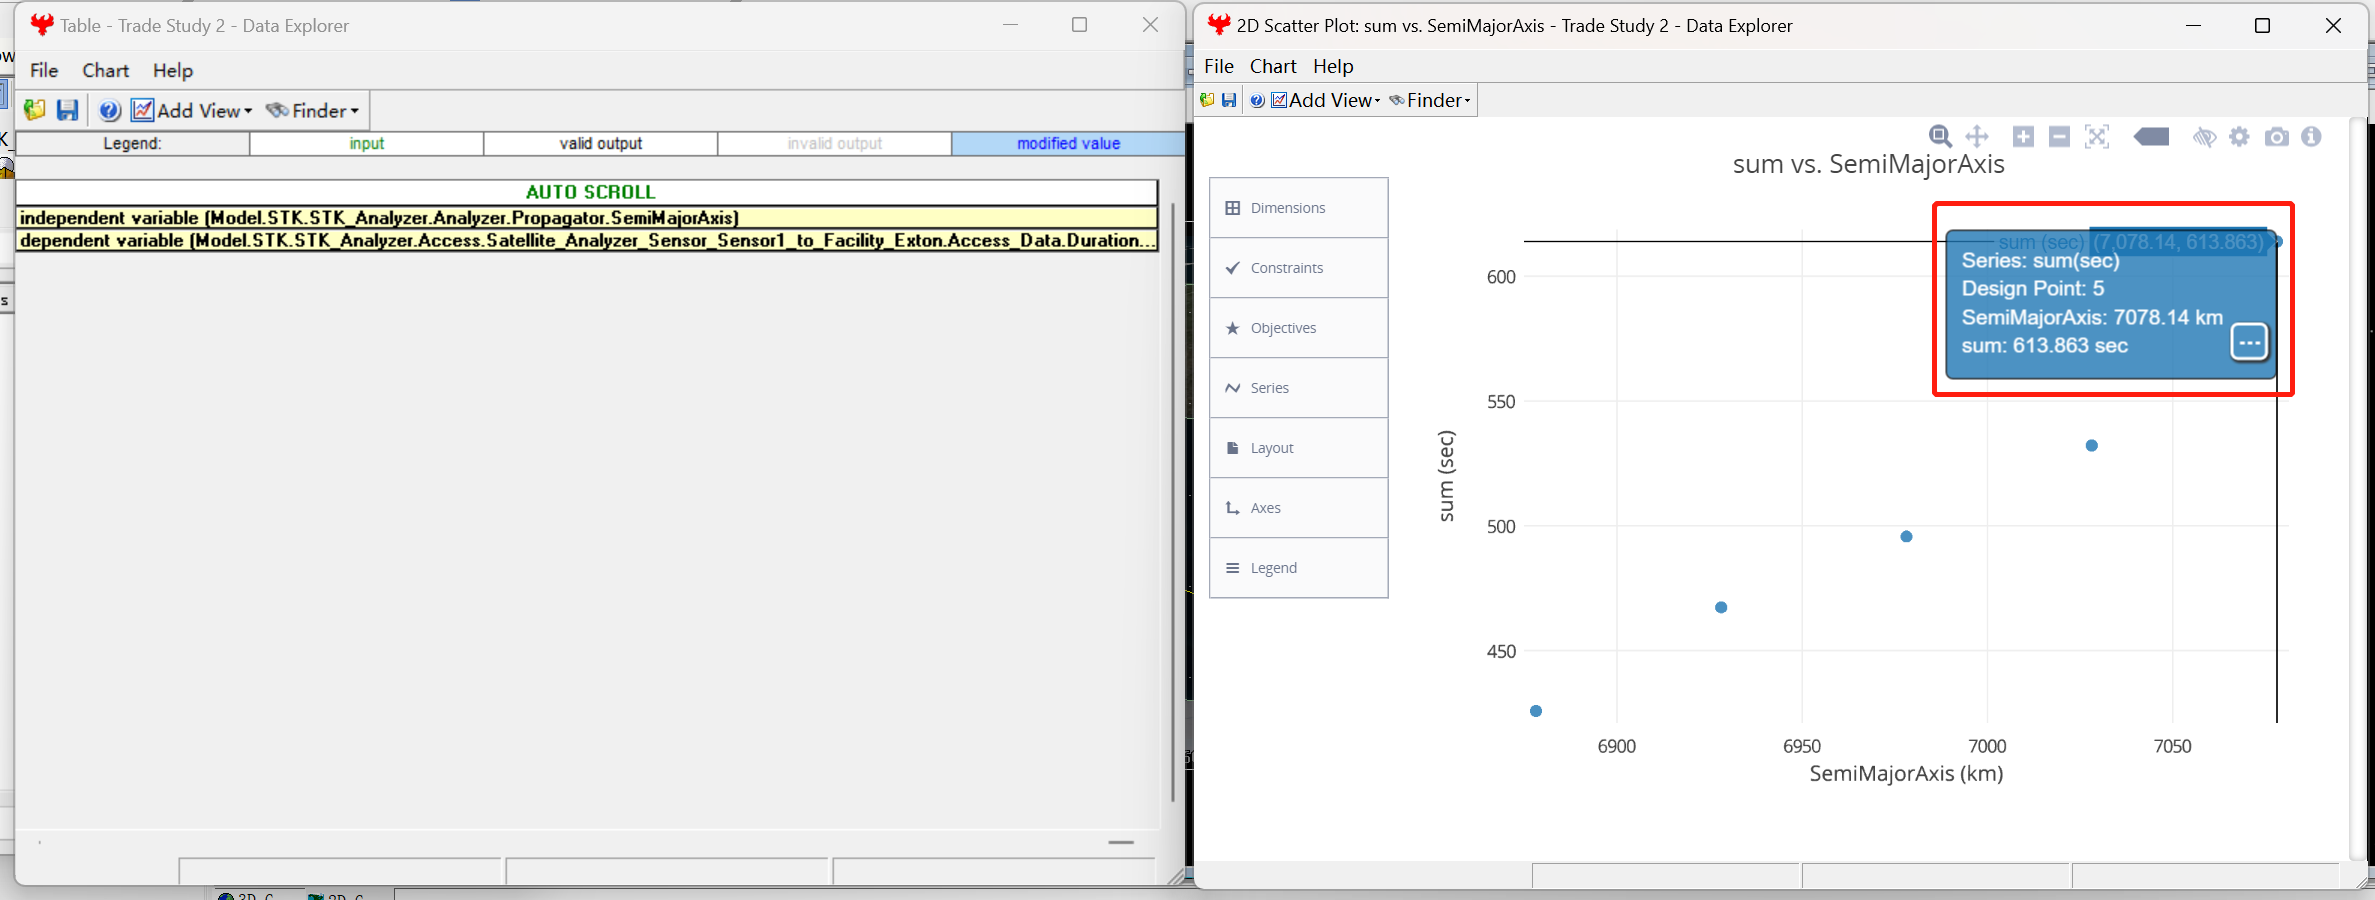 Table - Trade Study 2 - Data Explorer
File Chart Help
Add View Finder
Legend: input valid output invalid output modified value
AUTO SCROLL
independent variable (Model.STK.STK_Analyzer.Analyzer.Propagator.SemiMajorAxis)
dependent variable (Model.STK.STK_Analyzer.Access.Satellite_Analyzer_Sensor_Sensor1_to_Facility_Exton.Access_Data.Duration...
2D Scatter Plot: sum vs. SemiMajorAxis - Trade Study 2 - Data Explorer
File Chart Help
Add View Finder
sum vs. SemiMajorAxis
Dimensions
Constraints
Objectives
Series
Layout
Axes
Legend
sum (sec) (7,078.14, 613.863)
Series: sum(sec)
Design Point: 5
SemiMajorAxis: 7078.14 km
sum: 613.863 sec
600
550
500
450
sum (sec)
6900 6950 7000 7050
SemiMajorAxis (km)